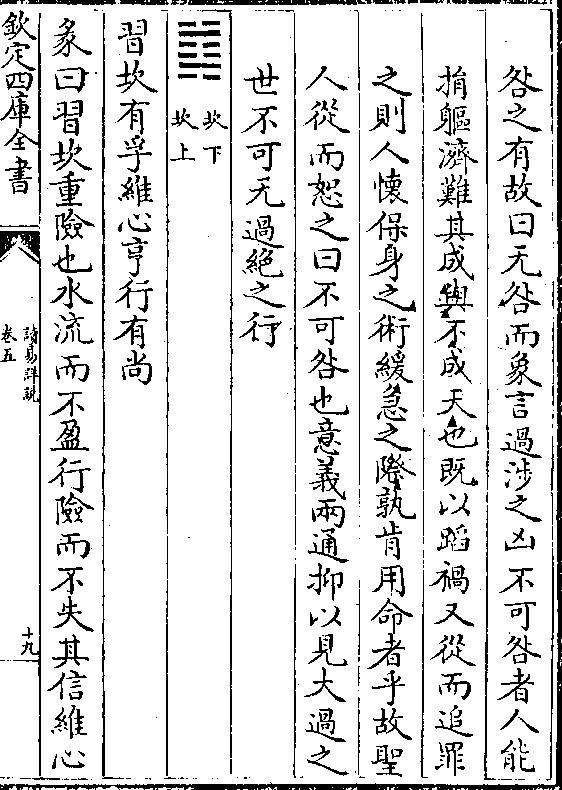 咎之有故曰无咎而象言過涉之凶不可咎者人能
捐軀濟難其成與不成天也既以蹈禍又從而追罪
之則人懷保身之術緩急之際孰肯用命者乎故聖
人從而恕之曰不可咎也意義兩通抑以見大過之
世不可无過絶之行
䷜
坎下
坎上
習坎有孚維心亨行有尚
彖曰習坎重險也水流而不盈行險而不失其信維心
欽定四庫全書
讀易詳說
卷五
十九